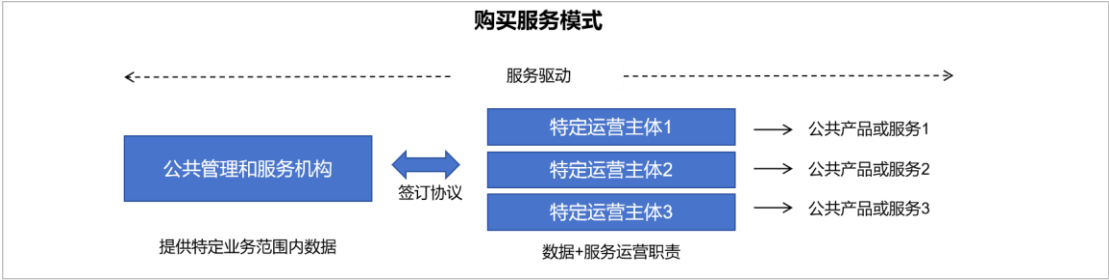 购买服务模式
服务驱动
公共管理和服务机构
签订协议
特定运营主体1
公共产品或服务1
特定运营主体2
公共产品或服务2
特定运营主体3
公共产品或服务3
提供特定业务范围内数据
数据+服务运营职责